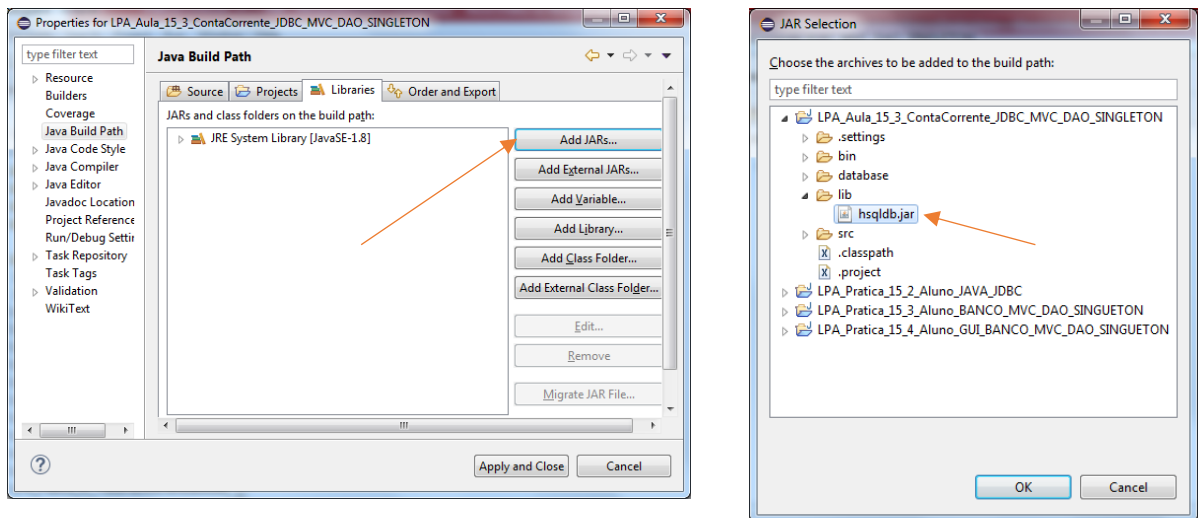 Properties for LPA_Aula_15_3_ContaCorrente_JDBC_MVC_DAO_SINGLETON
type filter text
Resource
Builders
Coverage
Java Build Path
Java Code Style
Java Compiler
Java Editor
Javadoc Location
Project Reference
Run/Debug Settir
Task Repository
Task Tags
Validation
WikiText
Java Build Path
Source Projects Libraries Order and Export
JARs and class folders on the build path:
JRE System Library [JavaSE-1.8]
Add JARs...
Add External JARs...
Add Variable...
Add Library...
Add Class Folder...
Add External Class Folder...
Edit...
Remove
Migrate JAR File...
Apply and Close Cancel
JAR Selection
Choose the archives to be added to the build path:
type filter text
LPA_Aula_15_3_ContaCorrente_JDBC_MVC_DAO_SINGLETON
.settings
bin
database
lib
hsqldb.jar
src
.classpath
.project
LPA_Pratica_15_2_Aluno_JAVA_JDBC
LPA_Pratica_15_3_Aluno_BANCO_MVC_DAO_SINGUETON
LPA_Pratica_15_4_Aluno_GUI_BANCO_MVC_DAO_SINGUETON
OK Cancel